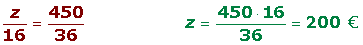 z/16 = 450/36    z = 450 · 16/36 = 200 €